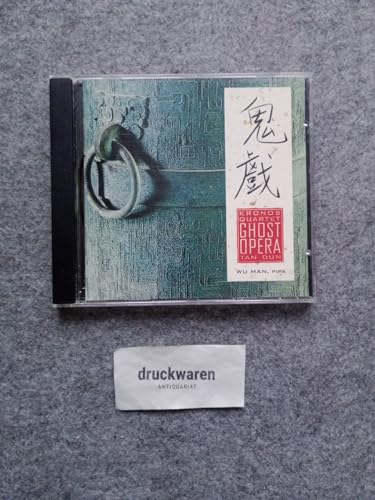 鬼
戲
KRONOS
QUARTET
GHOST
OPERA
TAN DUN
WU MAN, PIPA
druckwaren
ANTIQUARIAT